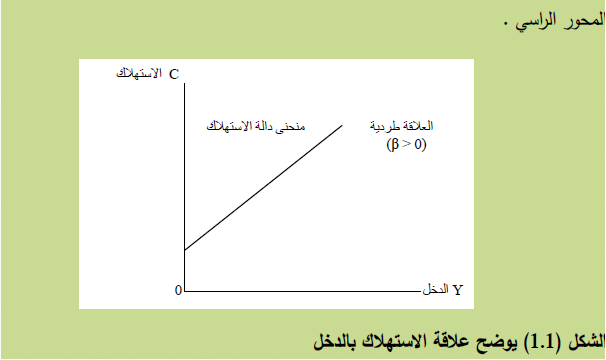 المحور الراسي .
الاستهلاك C
منحنى دالة الاستهلاك
العلاقة طردية
(β > 0)
0
الدخل Y
الشكل (1.1) يوضح علاقة الاستهلاك بالدخل